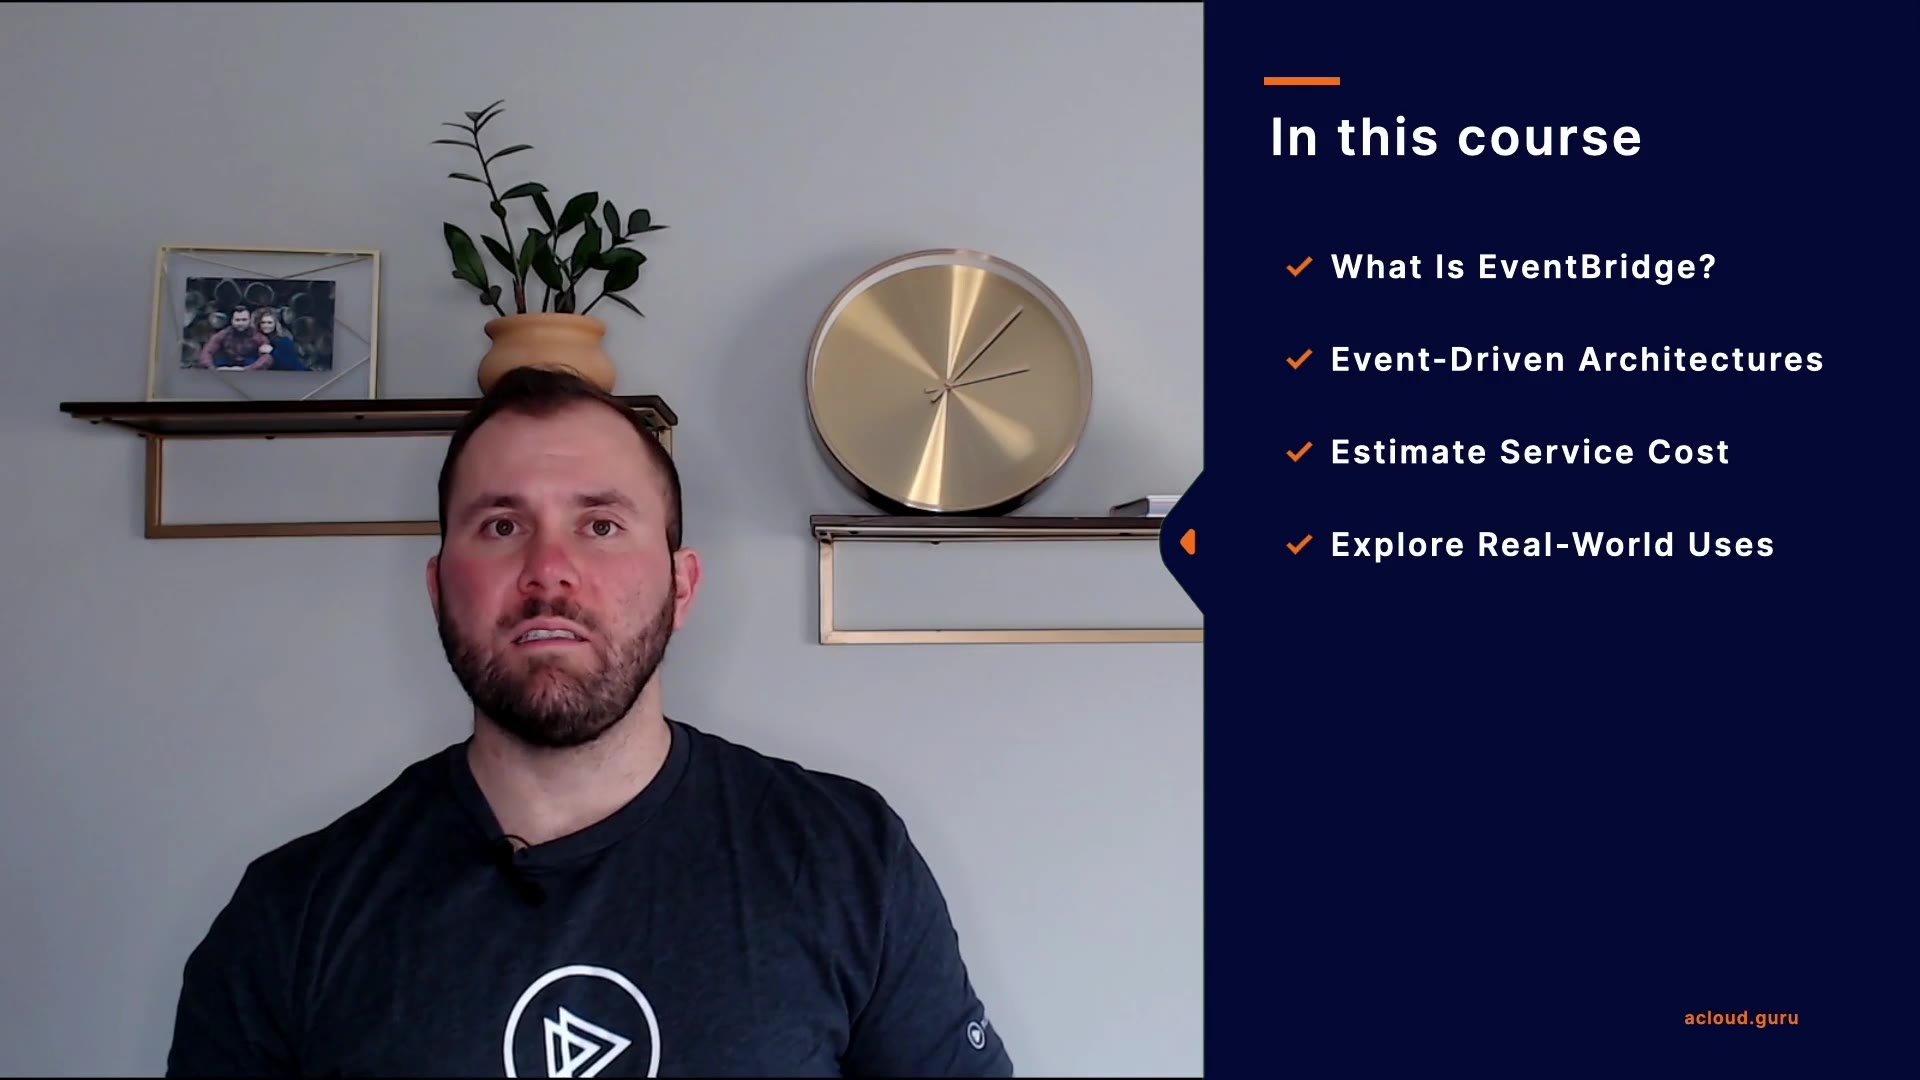 In this course
What Is EventBridge?
Event-Driven Architectures
Estimate Service Cost
Explore Real-World Uses
acloud.guru